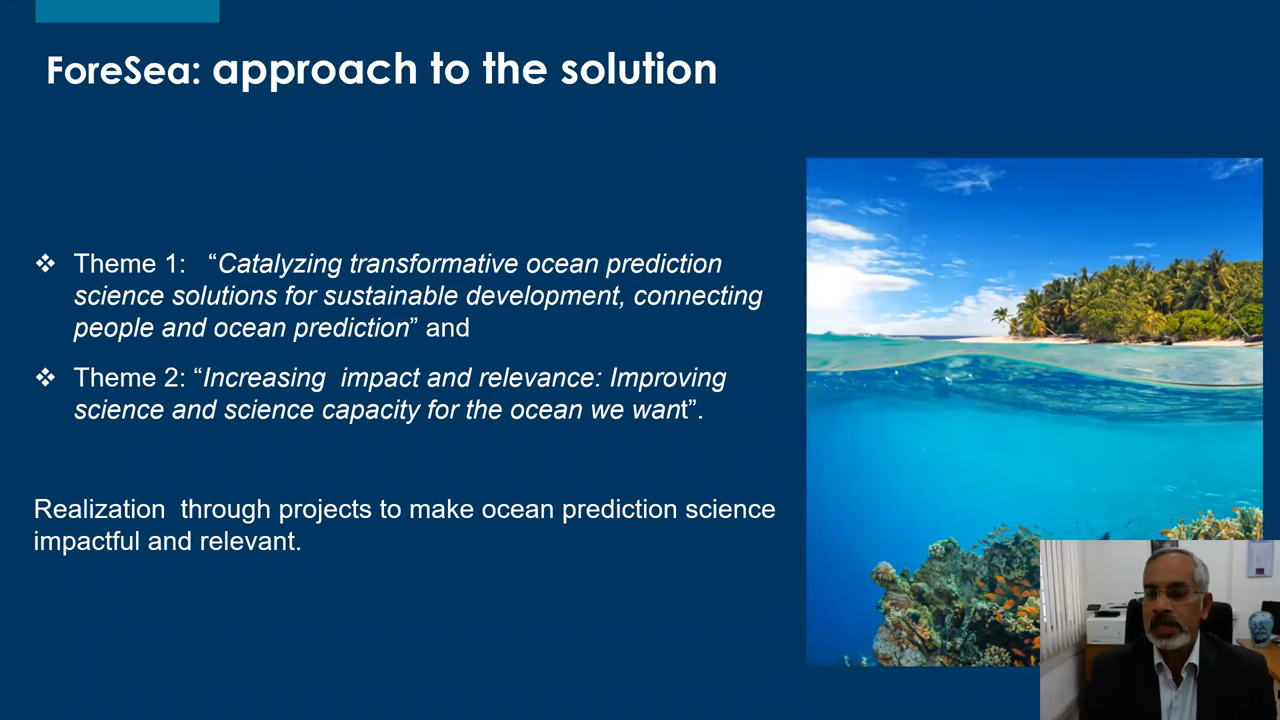 ForeSea: approach to the solution
❖ Theme 1: “Catalyzing transformative ocean prediction
science solutions for sustainable development, connecting
people and ocean prediction” and
❖ Theme 2: “Increasing impact and relevance: Improving
science and science capacity for the ocean we want”.
Realization through projects to make ocean prediction science
impactful and relevant.